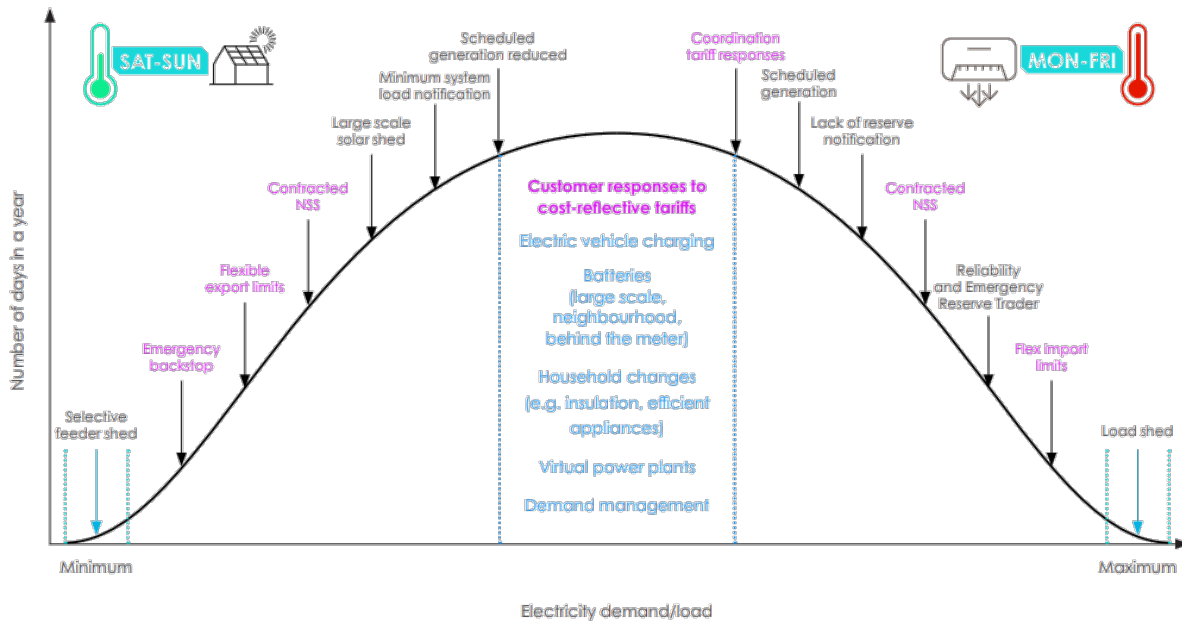 SAT-SUN
Scheduled
generation reduced
Minimum system
load notification
Large scale
solar shed
Contracted
NSS
Flexible
export limits
Emergency
backstop
Selective
feeder shed
Coordination
tariff responses
MON-FRI
Scheduled
generation
Lack of reserve
notification
Contracted
NSS
Reliability
and Emergency
Reserve Trader
Flex import
limits
Load shed
Customer responses to
cost-reflective tariffs
Electric vehicle charging
Batteries
(large scale,
neighbourhood,
behind the meter)
Household changes
(e.g. insulation, efficient
appliances)
Virtual power plants
Demand management
Number of days in a year
Minimum
Maximum
Electricity demand/load